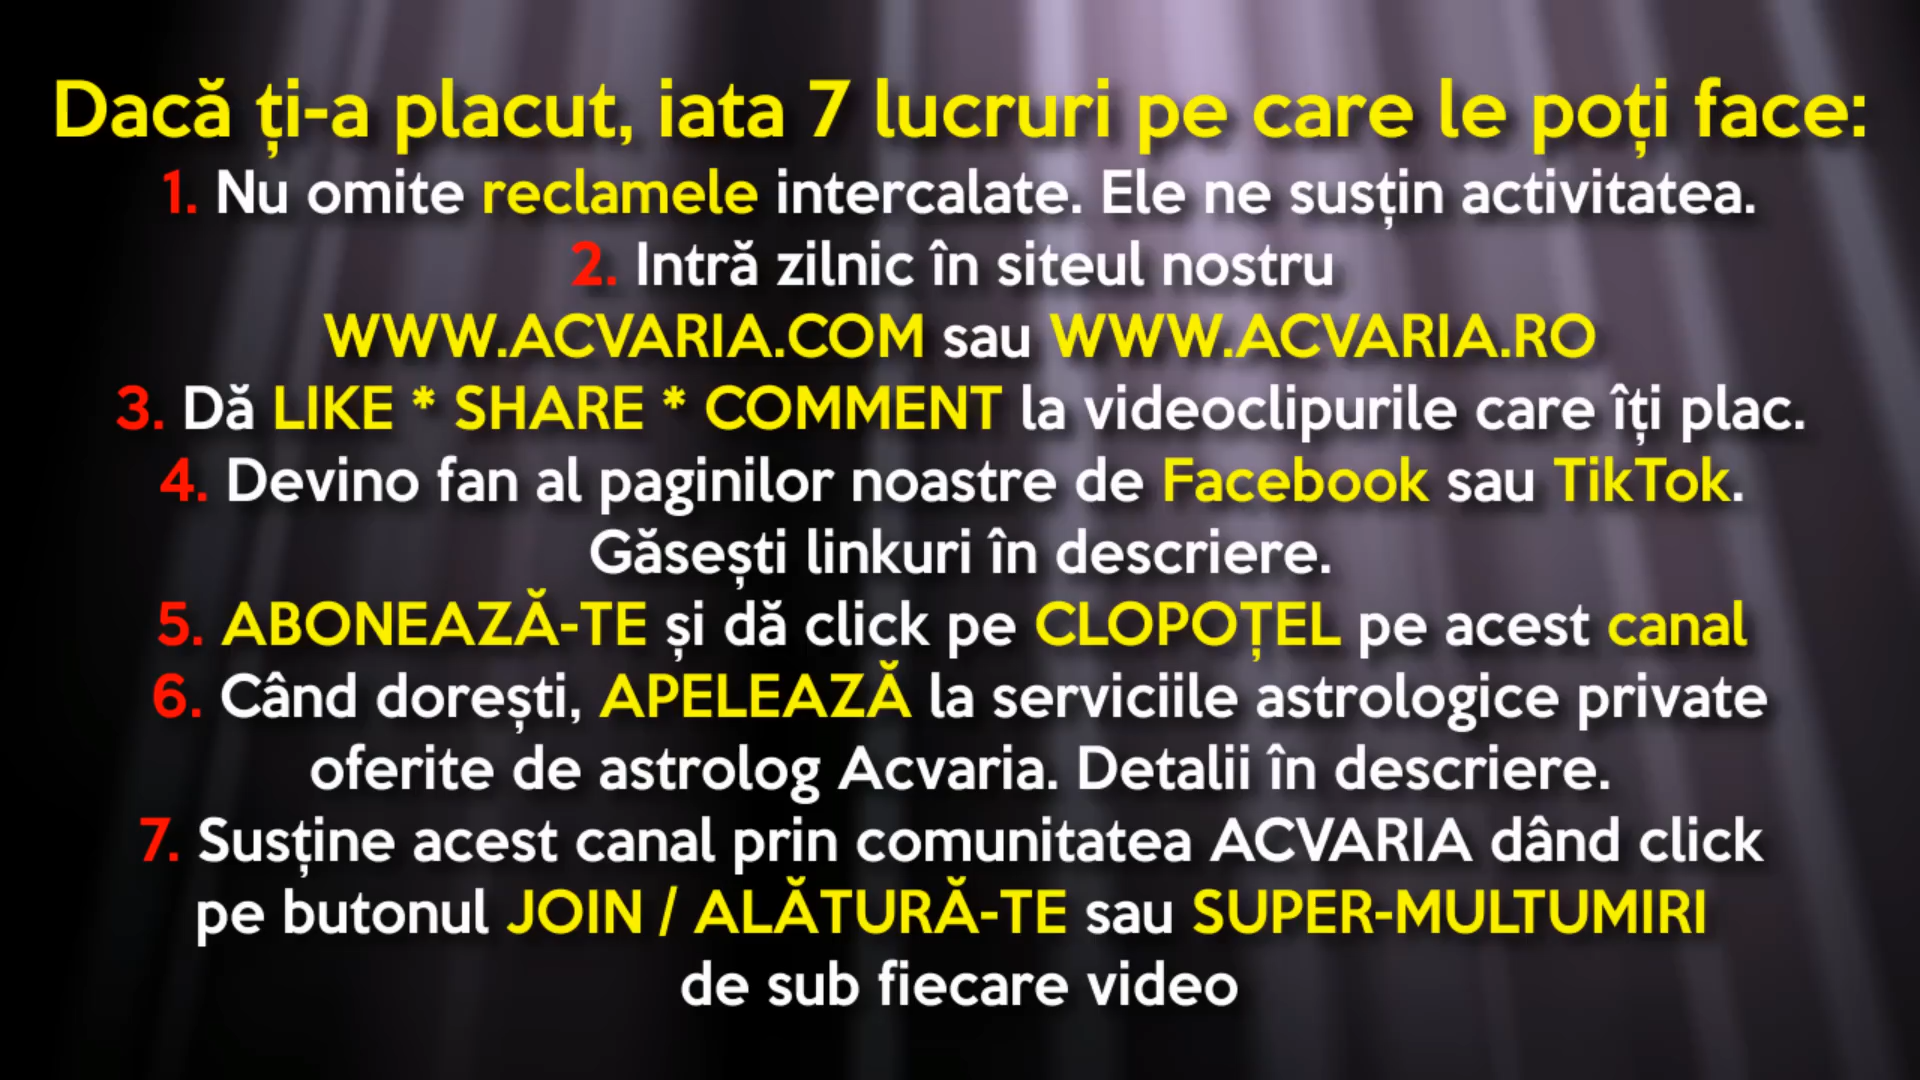 Dacă ți-a placut, iata 7 lucruri pe care le poți face:
1. Nu omite reclamele intercalate. Ele ne susțin activitatea.
2. Intră zilnic în siteul nostru
WWW.ACVARIA.COM sau WWW.ACVARIA.RO
3. Dă LIKE * SHARE * COMMENT la videoclipurile care îți plac.
4. Devino fan al paginilor noastre de Facebook sau TikTok.
Găsești linkuri în descriere.
5. ABONEAZĂ-TE și dă click pe CLOPOȚEL pe acest canal
6. Când dorești, APELEAZĂ la serviciile astrologice private
oferite de astrolog Acvaria. Detalii în descriere.
7. Susține acest canal prin comunitatea ACVARIA dând click
pe butonul JOIN / ALĂTURĂ-TE sau SUPER-MULTUMIRI
de sub fiecare video